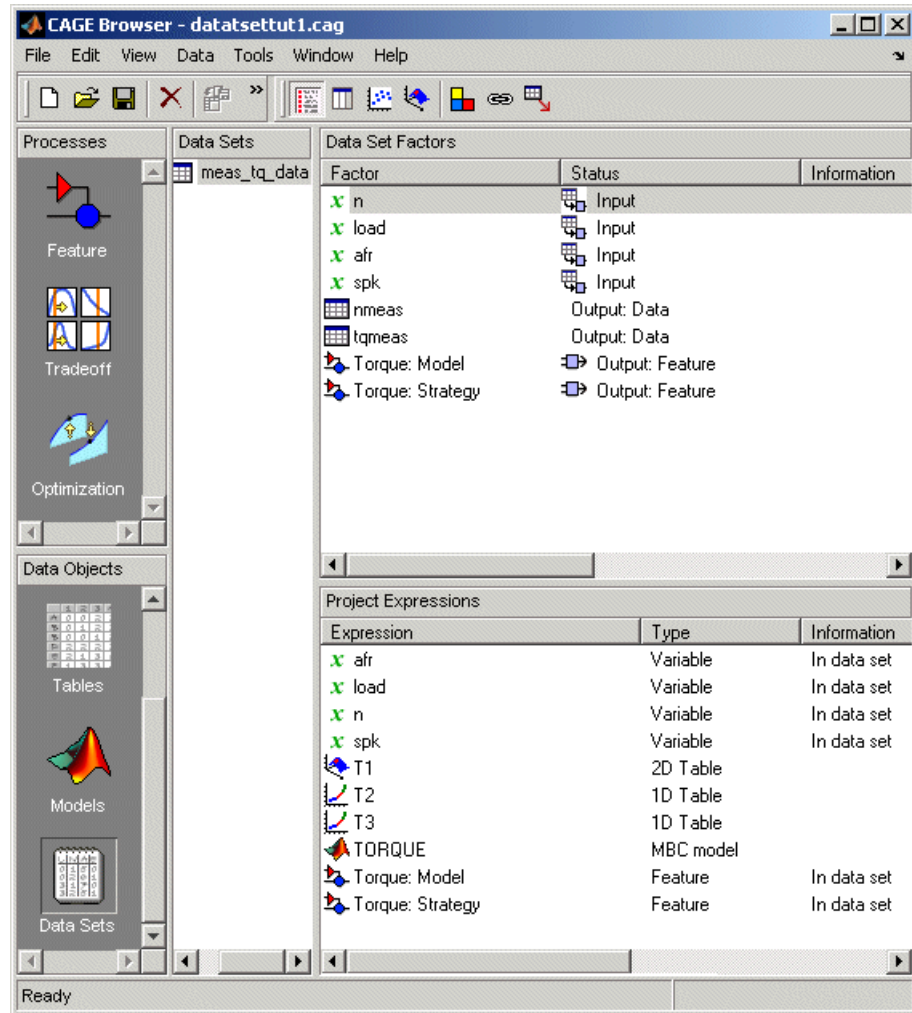 CAGE Browser - datatsettut1.cag
File Edit View Data Tools Window Help
»
Processes
Feature
Tradeoff
Optimization
Data Objects
Tables
Models
Data Sets
Data Sets
meas_tq_data
Data Set Factors
Factor Status Information
x n Input
x load Input
x afr Input
x spk Input
nmeas Output: Data
tqmeas Output: Data
Torque: Model Output: Feature
Torque: Strategy Output: Feature
Project Expressions
Expression Type Information
x afr Variable In data set
x load Variable In data set
x n Variable In data set
x spk Variable In data set
T1 2D Table
T2 1D Table
T3 1D Table
TORQUE MBC model
Torque: Model Feature In data set
Torque: Strategy Feature In data set
Ready